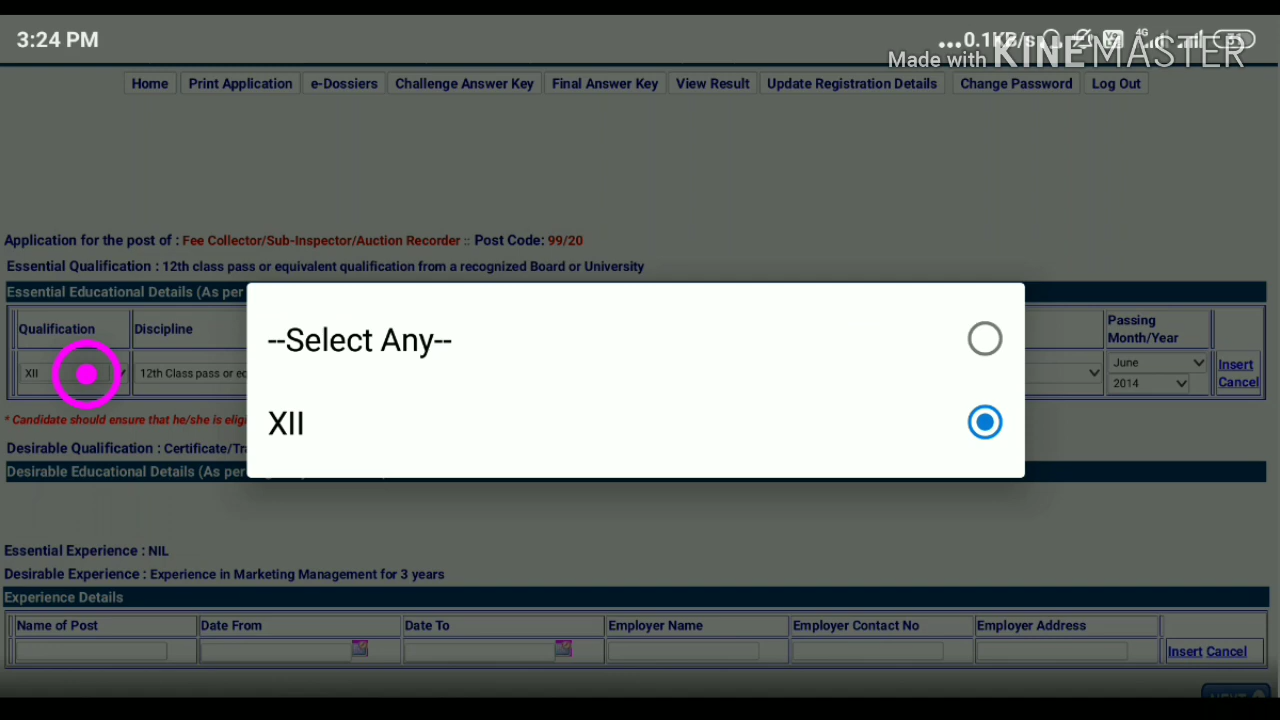 3:24 PM
...0.1KB/s 4G 31
Made with KINEMASTER
Home Print Application e-Dossiers Challenge Answer Key Final Answer Key View Result Update Registration Details Change Password Log Out
Application for the post of : Fee Collector/Sub-Inspector/Auction Recorder :: Post Code: 99/20
Essential Qualification : 12th class pass or equivalent qualification from a recognized Board or University
Essential Educational Details (As per
Qualification Discipline Passing
Month/Year
XII 12th Class pass or June
2014
Insert
Cancel
--Select Any--
XII
* Candidate should ensure that he/she is
Desirable Qualification :
Desirable Educational Details (As per
Essential Experience : NIL
Desirable Experience : Experience in Marketing Management for 3 years
Experience Details
Name of Post Date From Date To Employer Name Employer Contact No Employer Address
Insert Cancel
NEXT